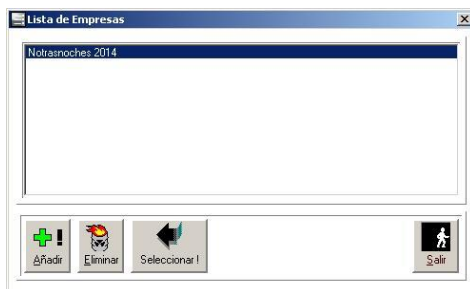 Lista de Empresas
Notrasnoches 2014
Añadir
Eliminar
Seleccionar !
Salir